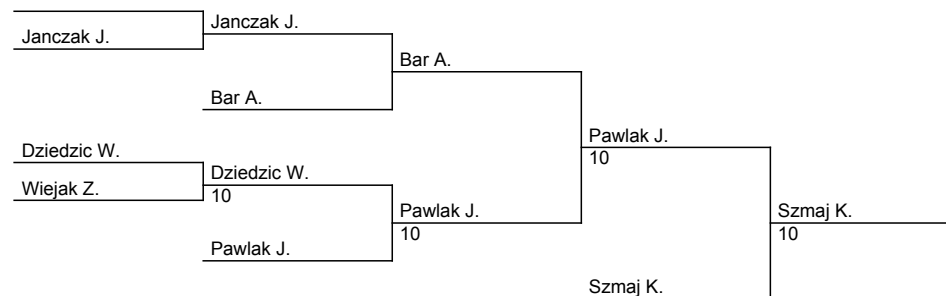 Janczak J.
Janczak J.
Bar A.
Bar A.
Dziedzic W.
Wiejak Z.
Dziedzic W.
10
Pawlak J.
Pawlak J.
10
Pawlak J.
10
Szmaj K.
Szmaj K.
10